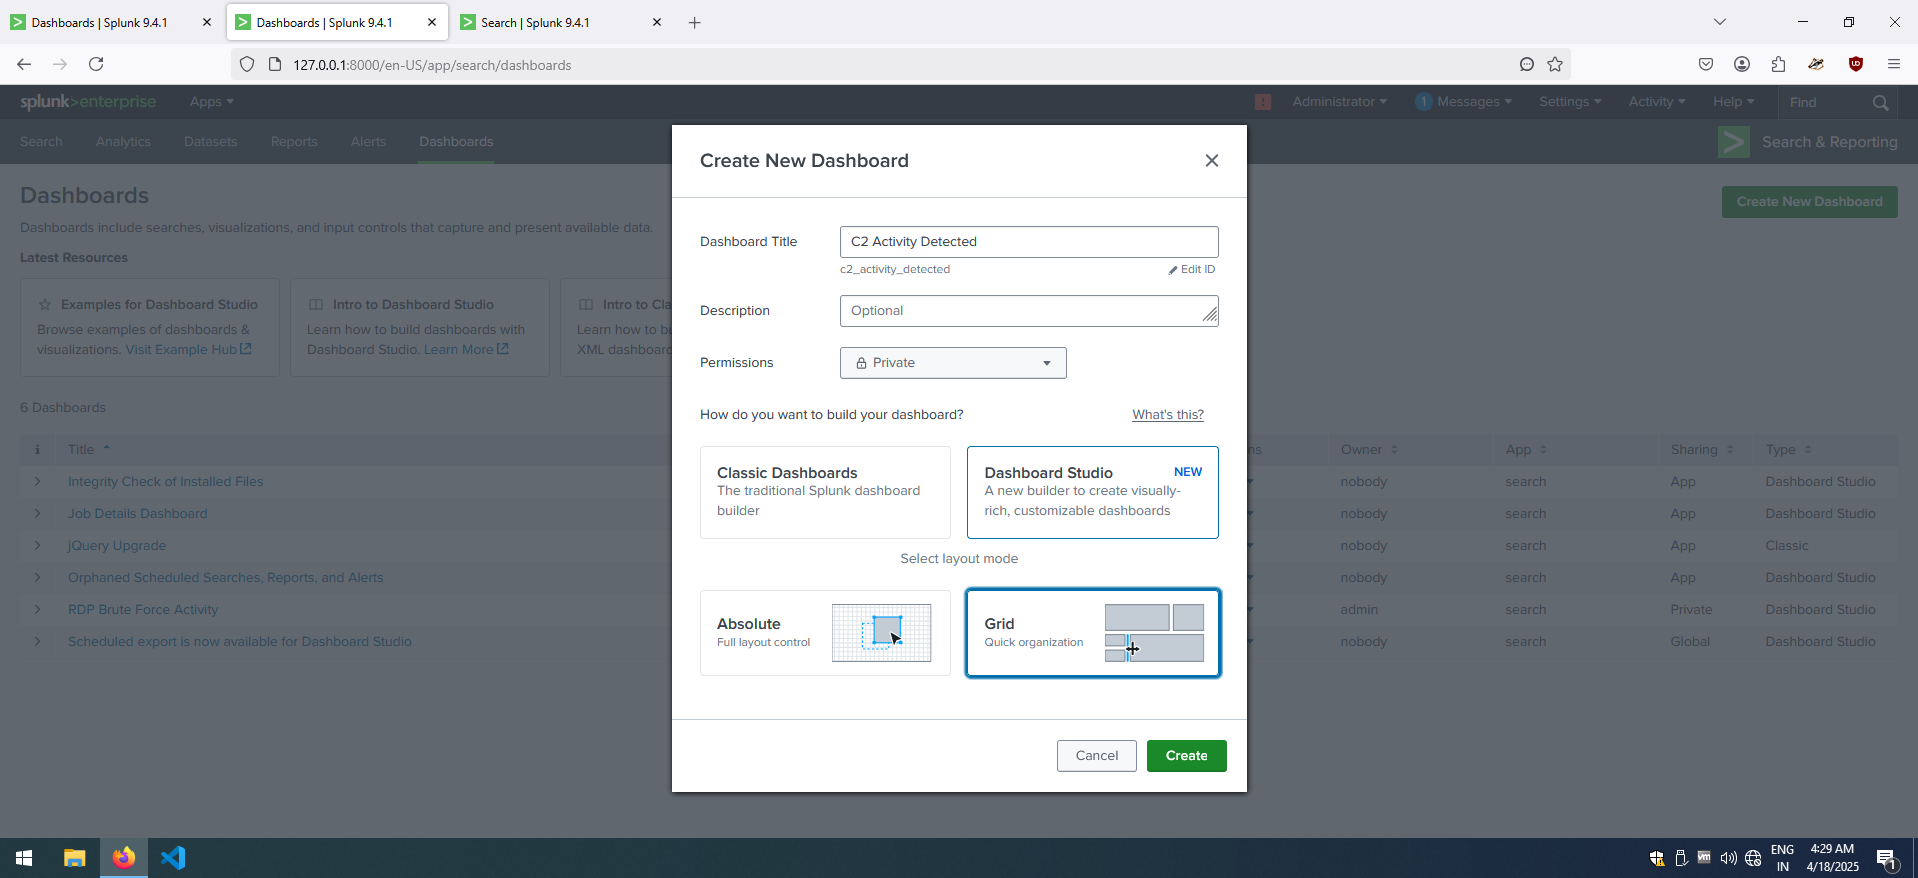 Dashboards | Splunk 9.4.1
Dashboards | Splunk 9.4.1
Search | Splunk 9.4.1
127.0.0.1:8000/en-US/app/search/dashboards
splunk>enterprise
Apps
Administrator
1 Messages
Settings
Activity
Help
Find
Search
Analytics
Datasets
Reports
Alerts
Dashboards
Search & Reporting
Dashboards
Create New Dashboard
Dashboards include searches, visualizations, and input controls that capture and present available data.
Latest Resources
Examples for Dashboard Studio
Browse examples of dashboards &
visualizations. Visit Example Hub
Intro to Dashboard Studio
Learn how to build dashboards with
Dashboard Studio. Learn More
Intro to Cla
Learn how to bu
XML dashboard
6 Dashboards
i Title ns Owner App Sharing Type
Integrity Check of Installed Files nobody search App Dashboard Studio
Job Details Dashboard nobody search App Dashboard Studio
jQuery Upgrade nobody search App Classic
Orphaned Scheduled Searches, Reports, and Alerts nobody search App Dashboard Studio
RDP Brute Force Activity admin search Private Dashboard Studio
Scheduled export is now available for Dashboard Studio nobody search Global Dashboard Studio
Create New Dashboard
Dashboard Title
C2 Activity Detected
c2_activity_detected
Edit ID
Description
Optional
Permissions
Private
How do you want to build your dashboard?
What's this?
Classic Dashboards
The traditional Splunk dashboard
builder
Dashboard Studio NEW
A new builder to create visually-
rich, customizable dashboards
Select layout mode
Absolute
Full layout control
Grid
Quick organization
Cancel
Create
ENG
IN
4:29 AM
4/18/2025
1